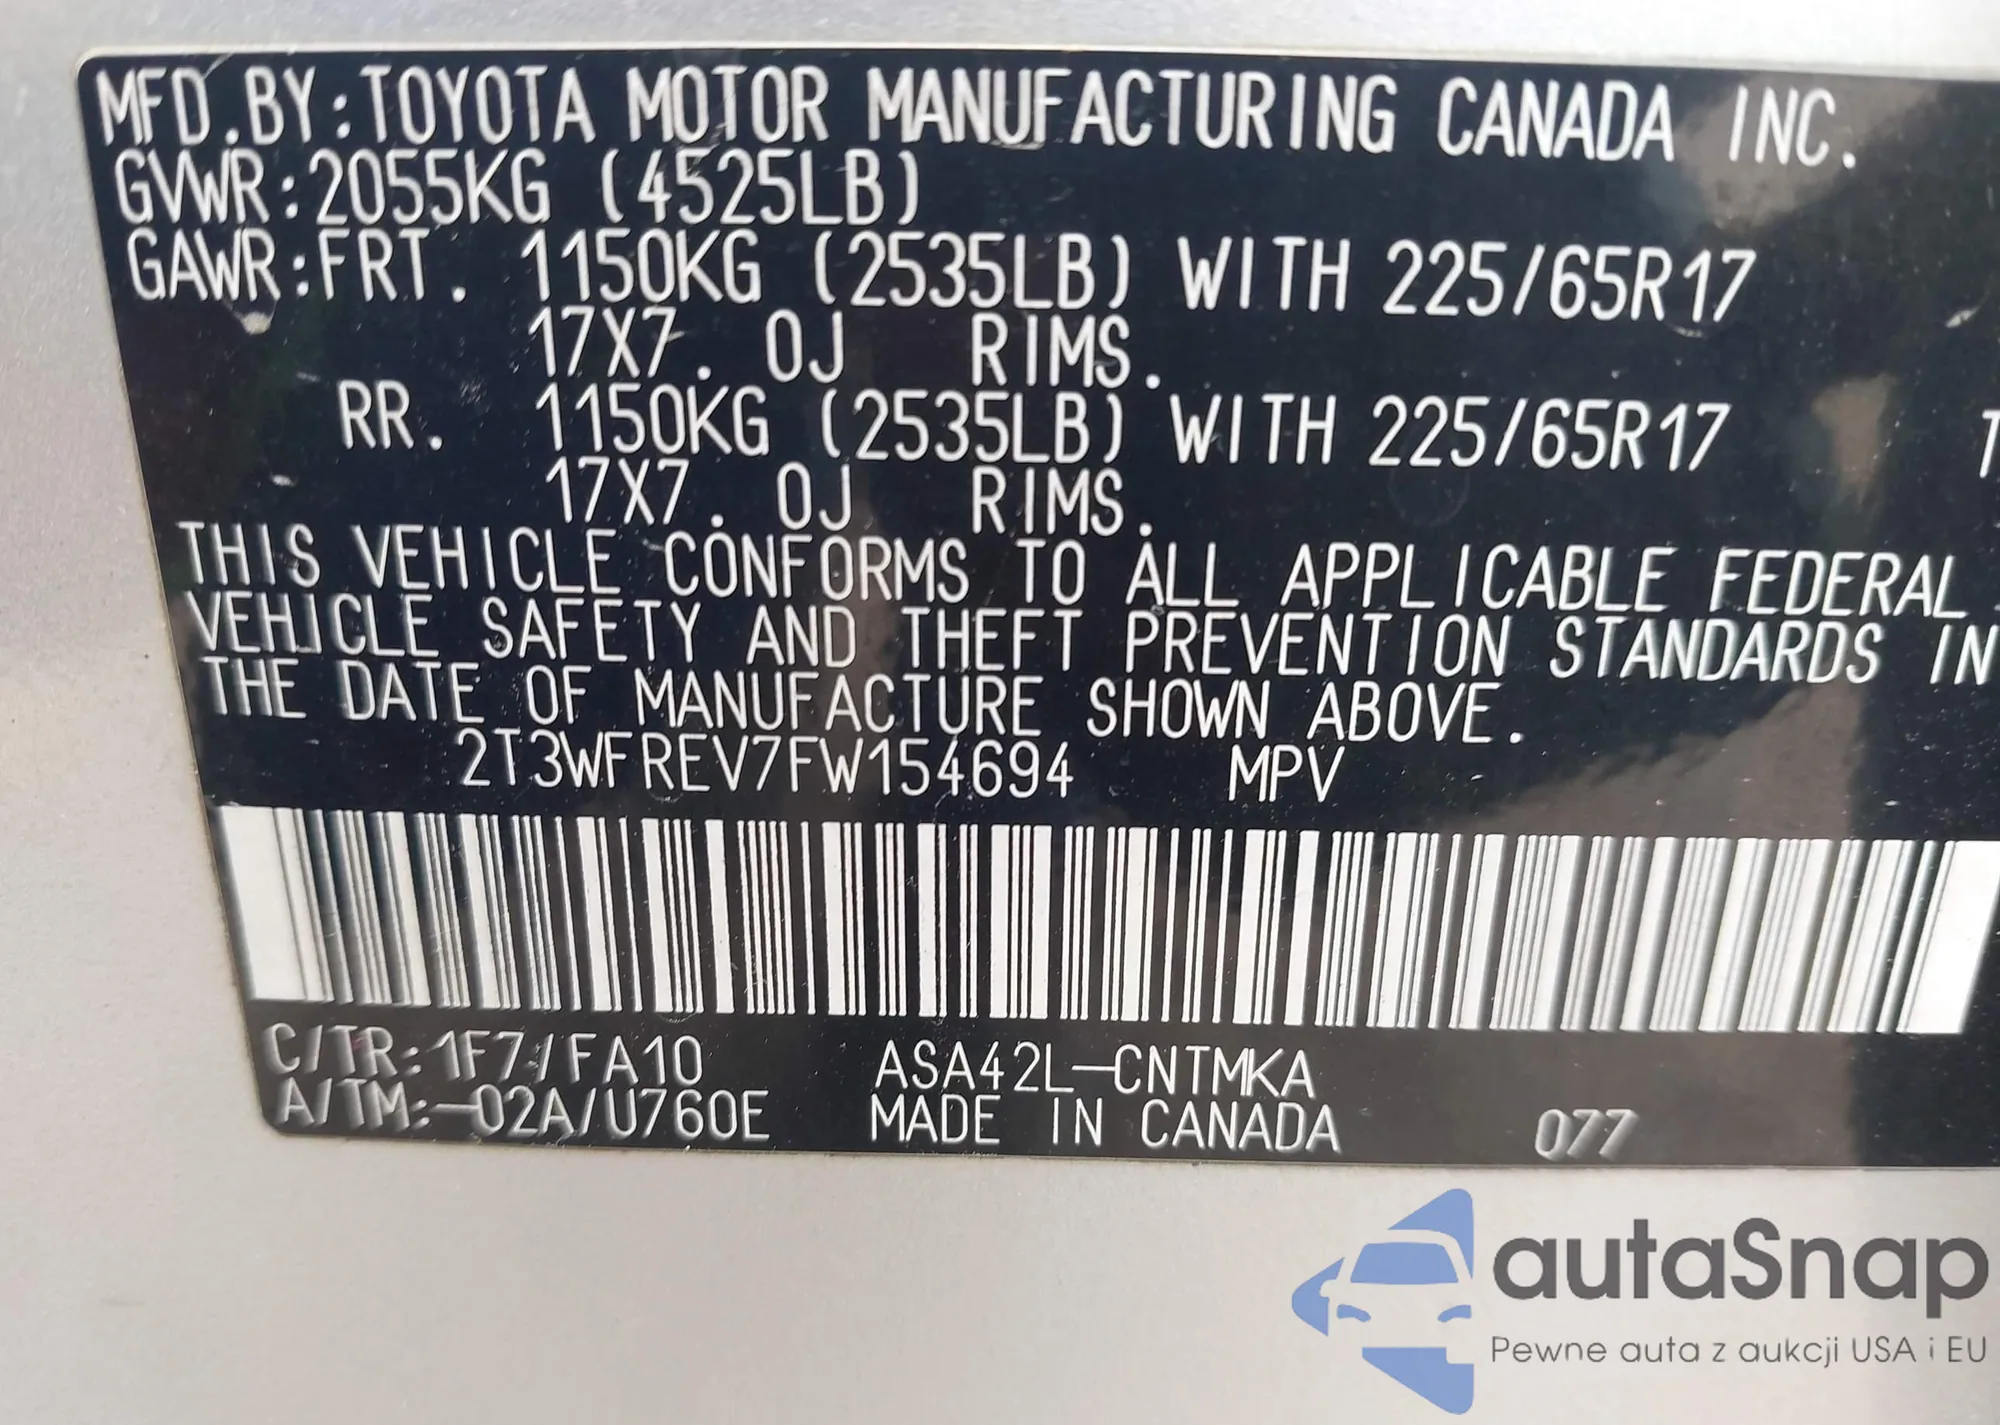 MFD.BY:TOYOTA MOTOR MANUFACTURING CANADA INC.
GVWR:2055KG (4525LB)
GAWR:FRT. 1150KG (2535LB) WITH 225/65R17
17X7.0J RIMS.
RR. 1150KG (2535LB) WITH 225/65R17 T
17X7.0J RIMS.
THIS VEHICLE CONFORMS TO ALL APPLICABLE FEDERAL
VEHICLE SAFETY AND THEFT PREVENTION STANDARDS IN
THE DATE OF MANUFACTURE SHOWN ABOVE.
2T3WFREV7FW154694 MPV
C/TR:1F7/FA10 ASA42L-CNTMKA
A/TM:-02A/U760E MADE IN CANADA 077
autaSnap
Pewne auta z aukcji USA i EU